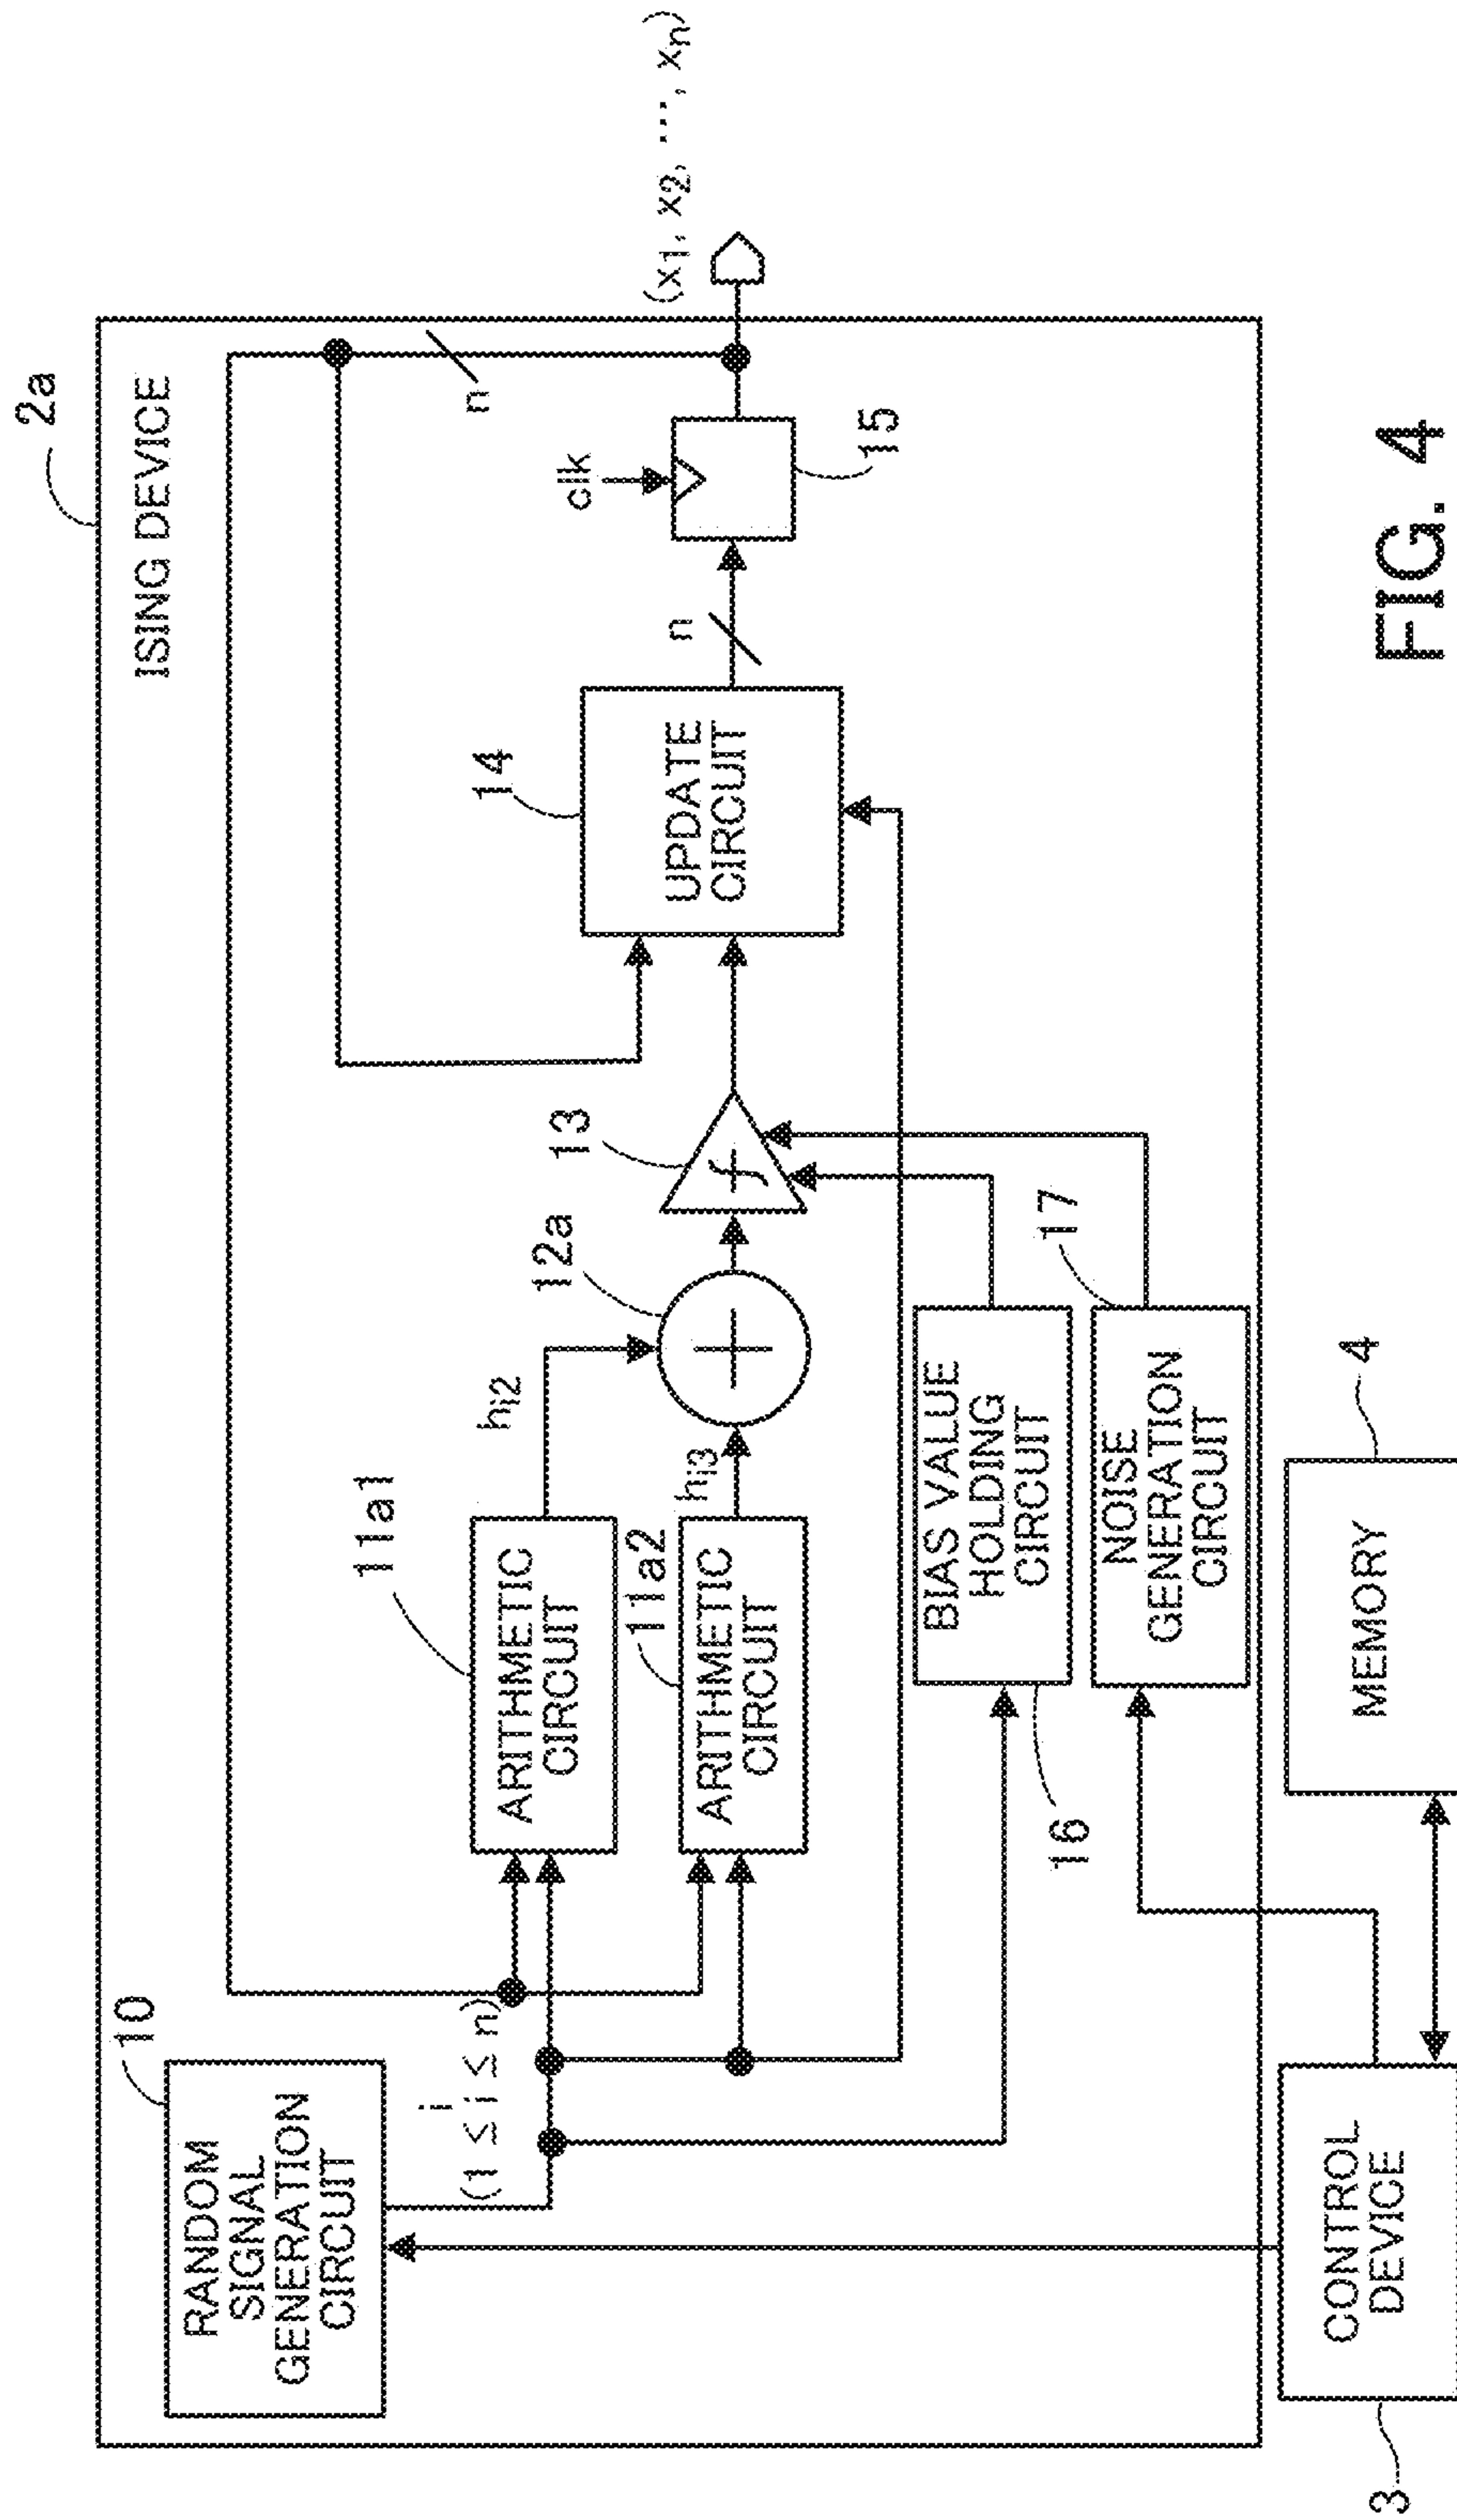 2a
ISING DEVICE
10
RANDOM
SIGNAL
GENERATION
CIRCUIT
i
(1 ≤ i ≤ n)
11a1
ARITHMETIC
CIRCUIT
hi2
11a2
ARITHMETIC
CIRCUIT
hi3
12a
13
f
14
UPDATE
CIRCUIT
n
clk
15
n
(x1, x2, ···, xn)
BIAS VALUE
HOLDING
CIRCUIT
16
17
NOISE
GENERATION
CIRCUIT
CONTROL
DEVICE
3
MEMORY
4
FIG. 4